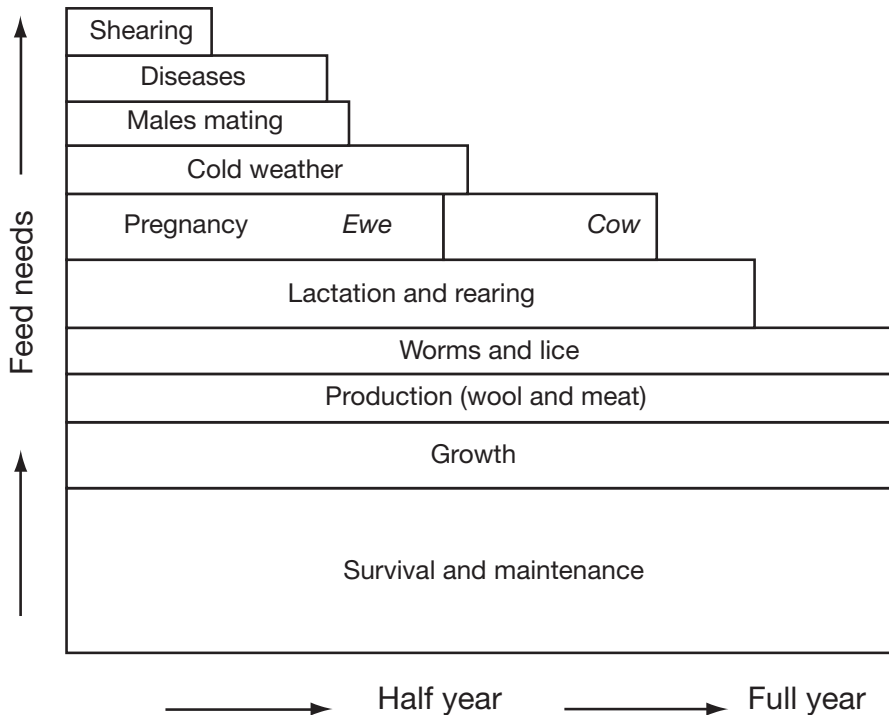 Shearing
Diseases
Males mating
Cold weather
Pregnancy Ewe Cow
Lactation and rearing
Worms and lice
Production (wool and meat)
Growth
Survival and maintenance
Feed needs
Half year Full year